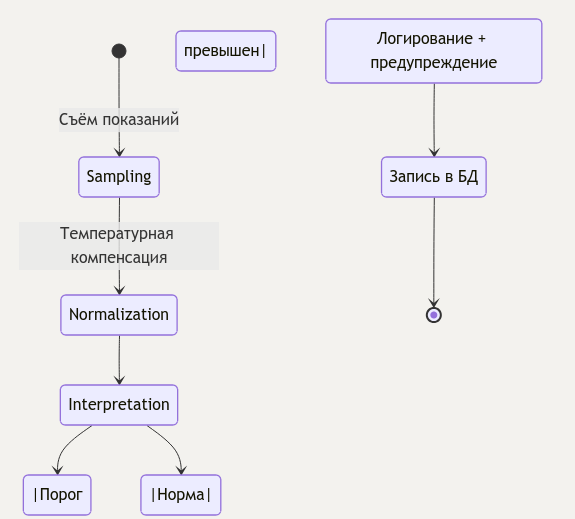 превышен|
Логирование +
предупреждение
Съём показаний
Sampling
Запись в БД
Температурная
компенсация
Normalization
Interpretation
|Порог
|Норма|